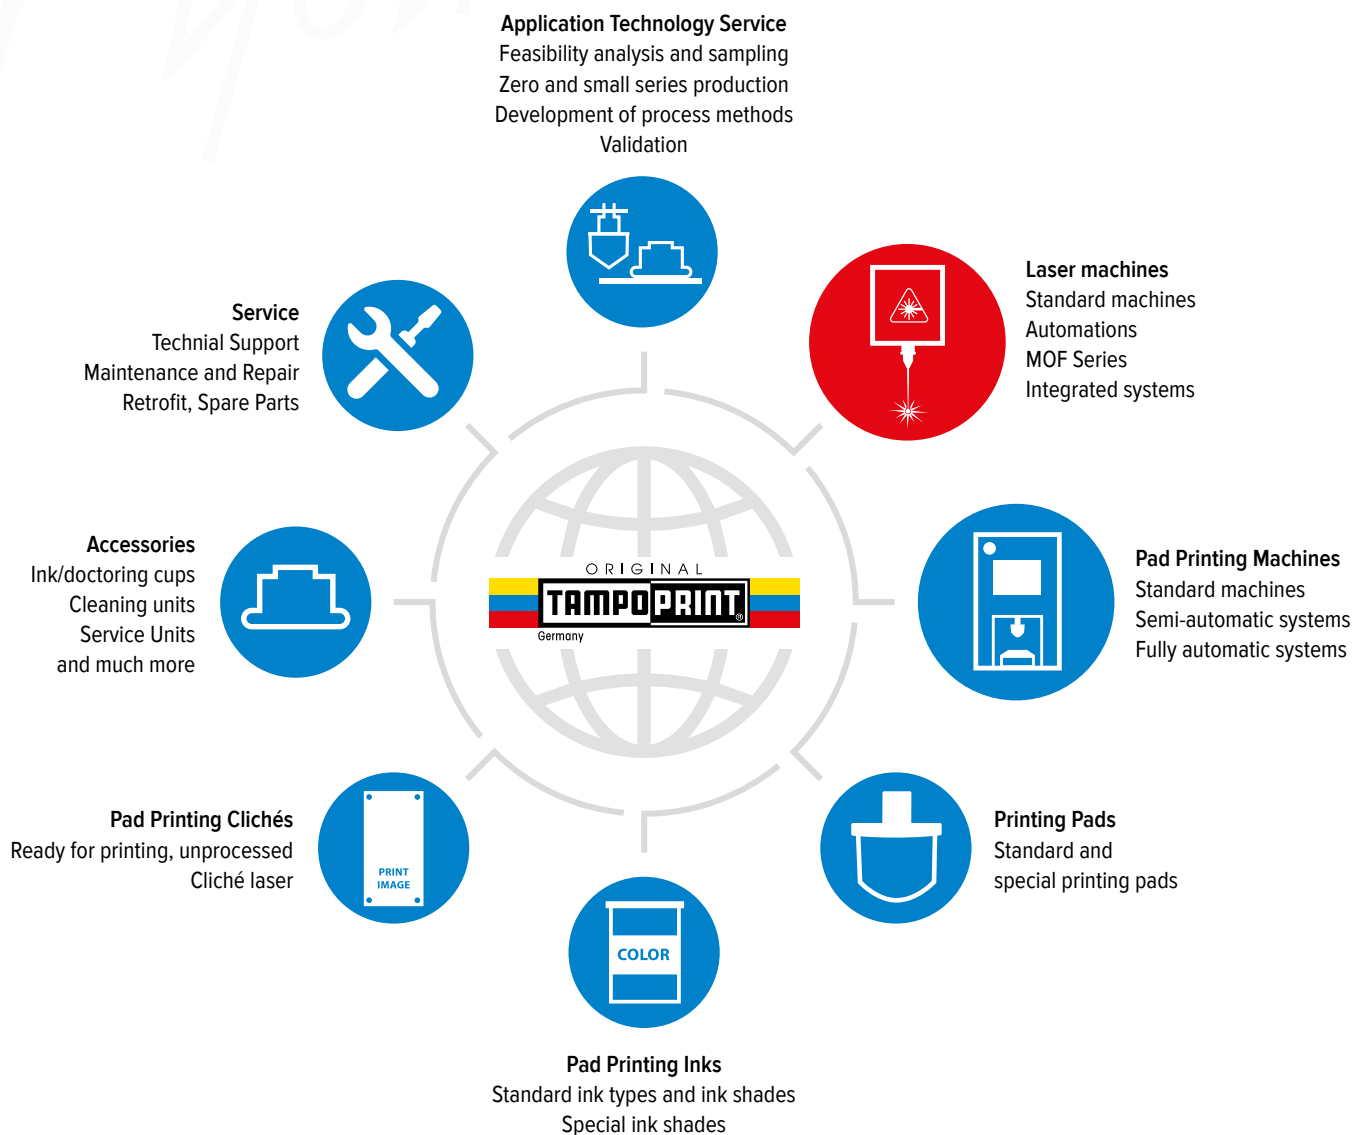 Application Technology Service
Feasibility analysis and sampling
Zero and small series production
Development of process methods
Validation
Laser machines
Standard machines
Automations
MOF Series
Integrated systems
Service
Technial Support
Maintenance and Repair
Retrofit, Spare Parts
Pad Printing Machines
Standard machines
Semi-automatic systems
Fully automatic systems
Accessories
Ink/doctoring cups
Cleaning units
Service Units
and much more
ORIGINAL
TAMPOPRINT®
Germany
Printing Pads
Standard and
special printing pads
Pad Printing Clichés
Ready for printing, unprocessed
Cliché laser
PRINT
IMAGE
COLOR
Pad Printing Inks
Standard ink types and ink shades
Special ink shades